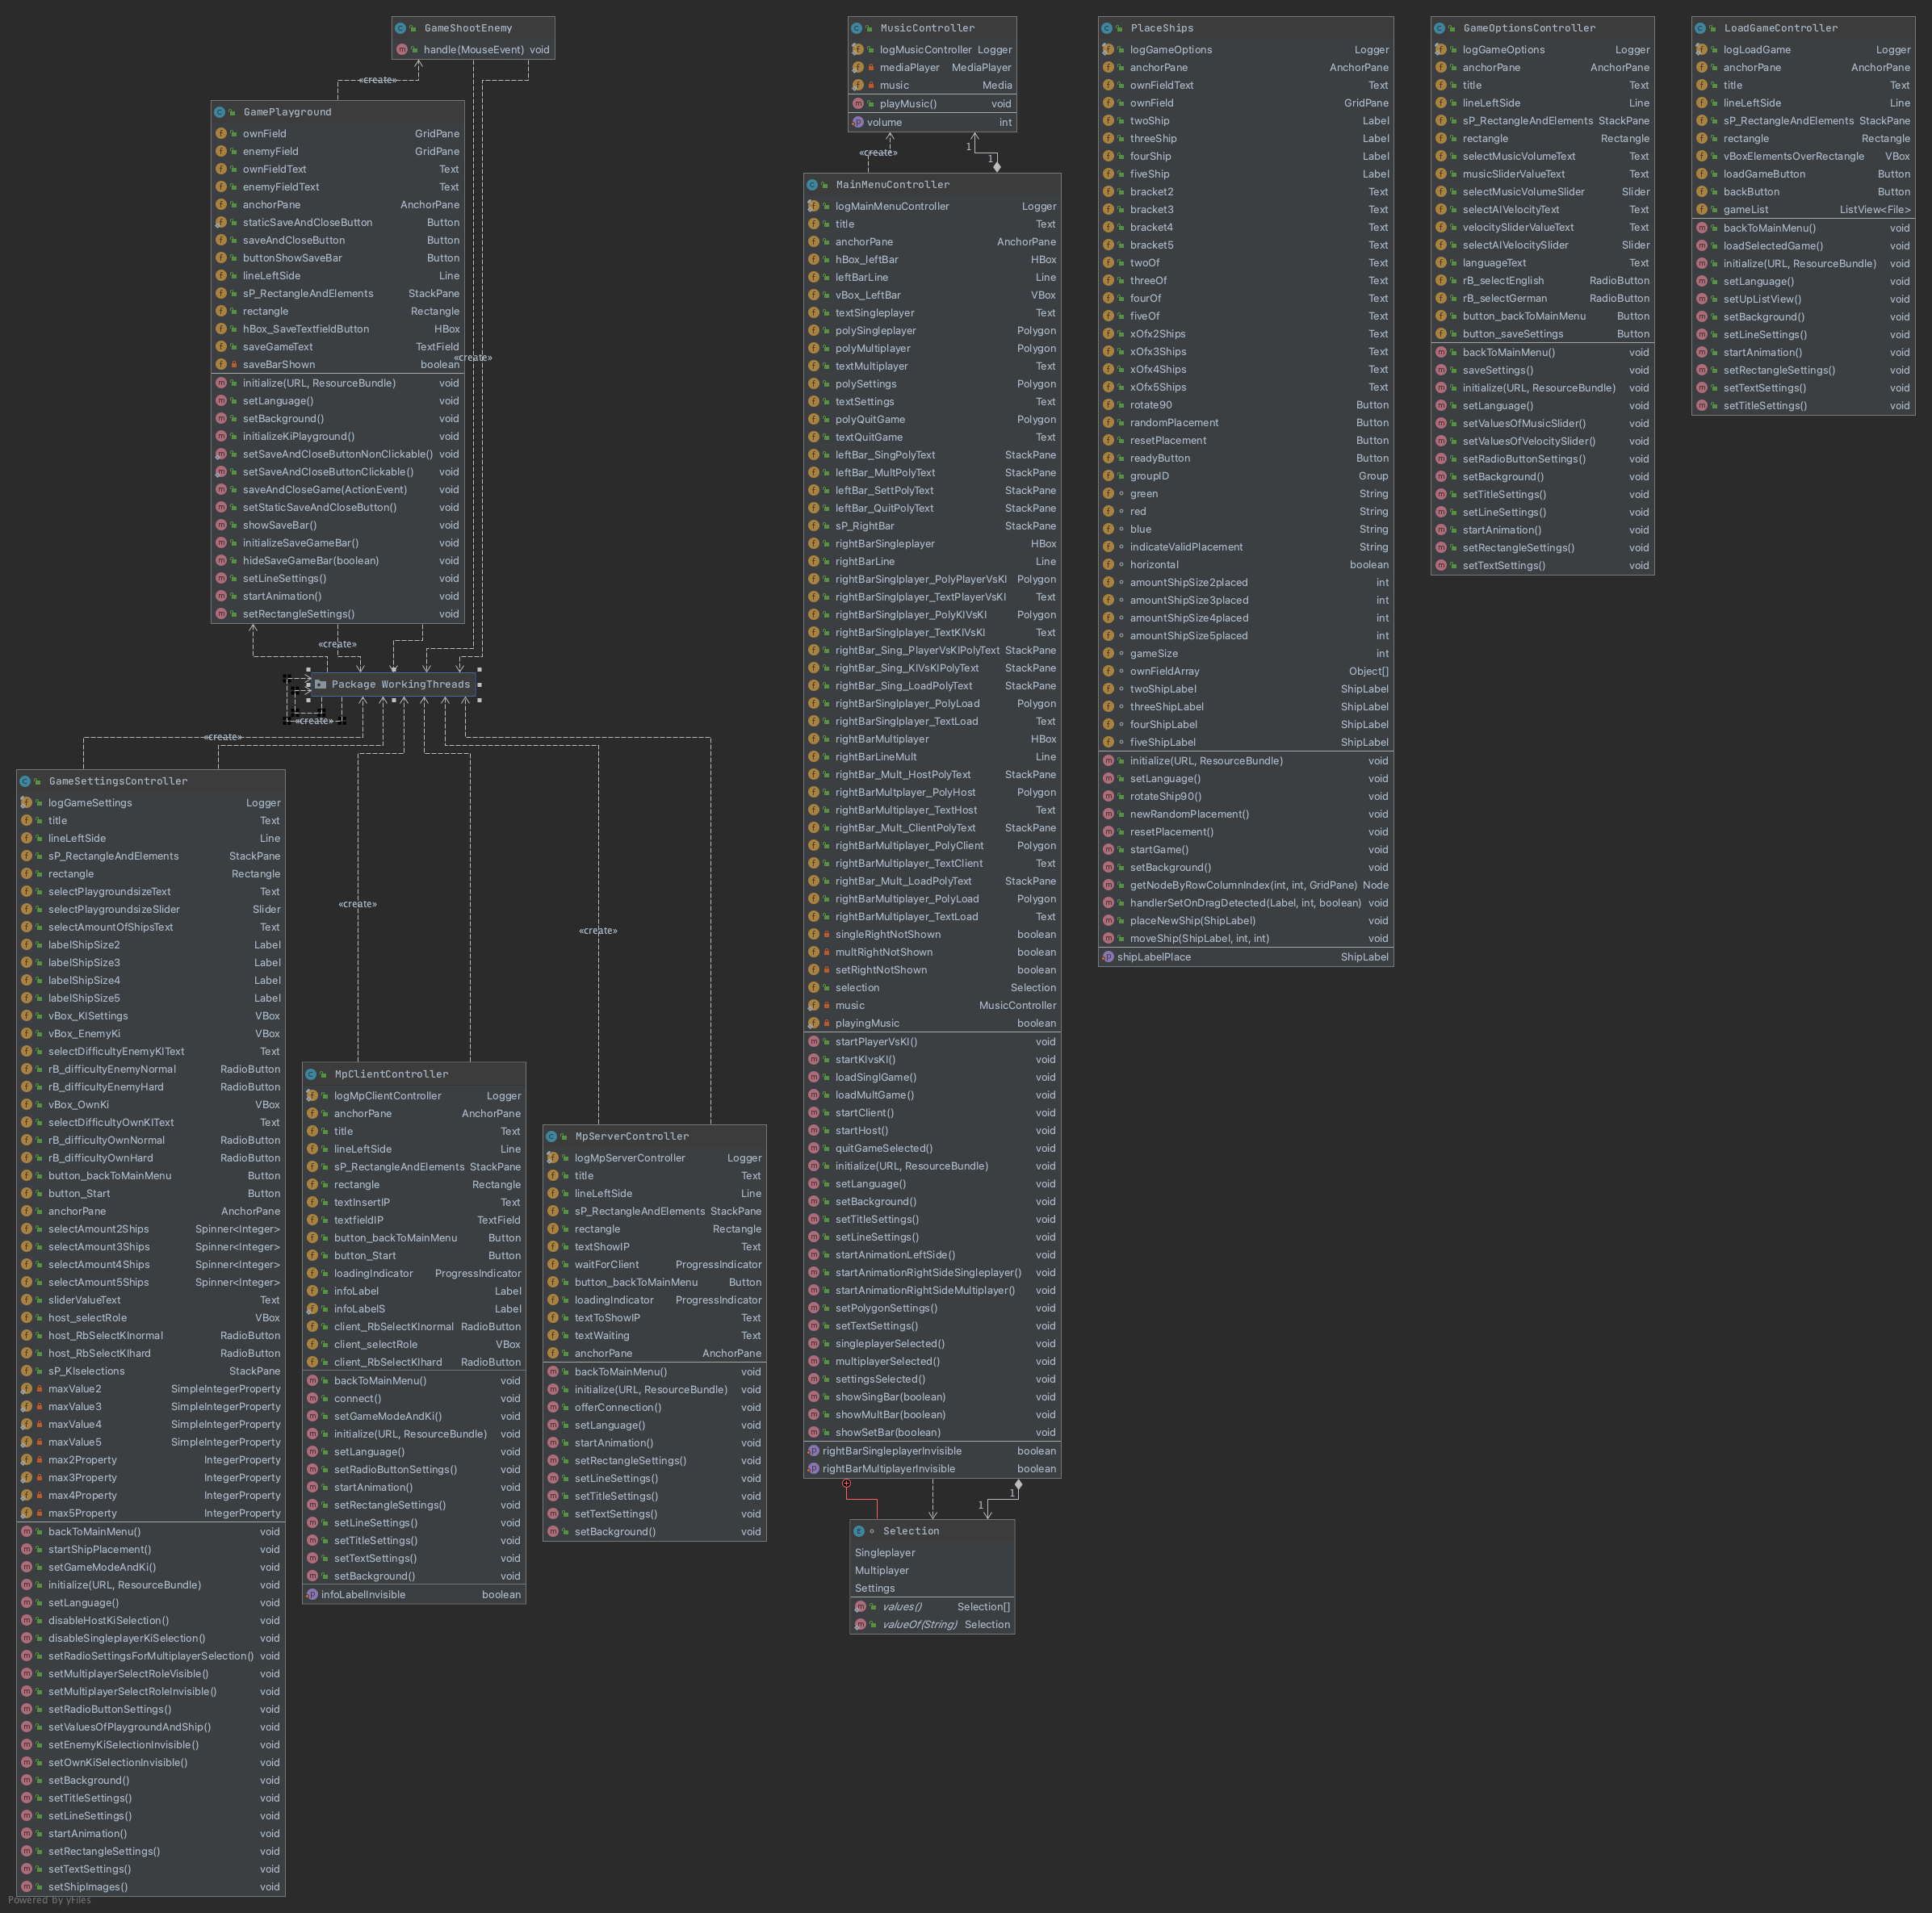 GameShootEnemy
handle(MouseEvent) void
«create»
GamePlayground
ownField GridPane
enemyField GridPane
ownFieldText Text
enemyFieldText Text
anchorPane AnchorPane
staticSaveAndCloseButton Button
saveAndCloseButton Button
buttonShowSaveBar Button
lineLeftSide Line
sP_RectangleAndElements StackPane
rectangle Rectangle
hBox_SaveTextfieldButton HBox
saveGameText TextField
saveBarShown boolean
initialize(URL, ResourceBundle) void
setLanguage() void
setBackground() void
initializeKiPlayground() void
setSaveAndCloseButtonNonClickable() void
setSaveAndCloseButtonClickable() void
saveAndCloseGame(ActionEvent) void
setStaticSaveAndCloseButton() void
showSaveBar() void
initializeSaveGameBar() void
hideSaveGameBar(boolean) void
setLineSettings() void
startAnimation() void
setRectangleSettings() void
«create»
«create»
Package WorkingThreads
«create»
«create»
GameSettingsController
logGameSettings Logger
title Text
lineLeftSide Line
sP_RectangleAndElements StackPane
rectangle Rectangle
selectPlaygroundsizeText Text
selectPlaygroundsizeSlider Slider
selectAmountOfShipsText Text
labelShipSize2 Label
labelShipSize3 Label
labelShipSize4 Label
labelShipSize5 Label
vBox_KISettings VBox
vBox_EnemyKi VBox
selectDifficultyEnemyKIText Text
rB_difficultyEnemyNormal RadioButton
rB_difficultyEnemyHard RadioButton
vBox_OwnKi VBox
selectDifficultyOwnKIText Text
rB_difficultyOwnNormal RadioButton
rB_difficultyOwnHard RadioButton
button_backToMainMenu Button
button_Start Button
anchorPane AnchorPane
selectAmount2Ships Spinner<Integer>
selectAmount3Ships Spinner<Integer>
selectAmount4Ships Spinner<Integer>
selectAmount5Ships Spinner<Integer>
sliderValueText Text
host_selectRole VBox
host_RbSelectKInormal RadioButton
host_RbSelectKIhard RadioButton
sP_KIselections StackPane
maxValue2 SimpleIntegerProperty
maxValue3 SimpleIntegerProperty
maxValue4 SimpleIntegerProperty
maxValue5 SimpleIntegerProperty
max2Property IntegerProperty
max3Property IntegerProperty
max4Property IntegerProperty
max5Property IntegerProperty
backToMainMenu() void
startShipPlacement() void
setGameModeAndKi() void
initialize(URL, ResourceBundle) void
setLanguage() void
disableHostKiSelection() void
disableSingleplayerKiSelection() void
setRadioSettingsForMultiplayerSelection() void
setMultiplayerSelectRoleVisible() void
setMultiplayerSelectRoleInvisible() void
setRadioButtonSettings() void
setValuesOfPlaygroundAndShip() void
setEnemyKiSelectionInvisible() void
setOwnKiSelectionInvisible() void
setBackground() void
setTitleSettings() void
setLineSettings() void
startAnimation() void
setRectangleSettings() void
setTextSettings() void
setShipImages() void
Powered by yFiles
«create»
MpClientController
logMpClientController Logger
anchorPane AnchorPane
title Text
lineLeftSide Line
sP_RectangleAndElements StackPane
rectangle Rectangle
textInsertIP Text
textfieldIP TextField
button_backToMainMenu Button
button_Start Button
loadingIndicator ProgressIndicator
infoLabel Label
infoLabelS Label
client_RbSelectKInormal RadioButton
client_selectRole VBox
client_RbSelectKIhard RadioButton
backToMainMenu() void
connect() void
setGameModeAndKi() void
initialize(URL, ResourceBundle) void
setLanguage() void
setRadioButtonSettings() void
startAnimation() void
setRectangleSettings() void
setLineSettings() void
setTitleSettings() void
setTextSettings() void
setBackground() void
infoLabelInvisible boolean
«create»
MpServerController
logMpServerController Logger
title Text
lineLeftSide Line
sP_RectangleAndElements StackPane
rectangle Rectangle
textShowIP Text
waitForClient ProgressIndicator
button_backToMainMenu Button
loadingIndicator ProgressIndicator
textToShowIP Text
textWaiting Text
anchorPane AnchorPane
backToMainMenu() void
initialize(URL, ResourceBundle) void
offerConnection() void
setLanguage() void
startAnimation() void
setRectangleSettings() void
setLineSettings() void
setTitleSettings() void
setTextSettings() void
setBackground() void
MusicController
logMusicController Logger
mediaPlayer MediaPlayer
music Media
playMusic() void
volume int
«create»
1
1
MainMenuController
logMainMenuController Logger
title Text
anchorPane AnchorPane
hBox_leftBar HBox
leftBarLine Line
vBox_LeftBar VBox
textSingleplayer Text
polySingleplayer Polygon
polyMultiplayer Polygon
textMultiplayer Text
polySettings Polygon
textSettings Text
polyQuitGame Polygon
textQuitGame Text
leftBar_SingPolyText StackPane
leftBar_MultPolyText StackPane
leftBar_SettPolyText StackPane
leftBar_QuitPolyText StackPane
sP_RightBar StackPane
rightBarSingleplayer HBox
rightBarLine Line
rightBarSinglplayer_PolyPlayerVsKI Polygon
rightBarSinglplayer_TextPlayerVsKI Text
rightBarSinglplayer_PolyKIVsKI Polygon
rightBarSinglplayer_TextKIVsKI Text
rightBar_Sing_PlayerVsKIPolyText StackPane
rightBar_Sing_KIVsKIPolyText StackPane
rightBar_Sing_LoadPolyText StackPane
rightBarSinglplayer_PolyLoad Polygon
rightBarSinglplayer_TextLoad Text
rightBarMultiplayer HBox
rightBarLineMult Line
rightBar_Mult_HostPolyText StackPane
rightBarMultplayer_PolyHost Polygon
rightBarMultiplayer_TextHost Text
rightBar_Mult_ClientPolyText StackPane
rightBarMultiplayer_PolyClient Polygon
rightBarMultiplayer_TextClient Text
rightBar_Mult_LoadPolyText StackPane
rightBarMultiplayer_PolyLoad Polygon
rightBarMultiplayer_TextLoad Text
singleRightNotShown boolean
multRightNotShown boolean
setRightNotShown boolean
selection Selection
music MusicController
playingMusic boolean
startPlayerVsKI() void
startKIvsKI() void
loadSinglGame() void
loadMultGame() void
startClient() void
startHost() void
quitGameSelected() void
initialize(URL, ResourceBundle) void
setLanguage() void
setBackground() void
setTitleSettings() void
setLineSettings() void
startAnimationLeftSide() void
startAnimationRightSideSingleplayer() void
startAnimationRightSideMultiplayer() void
setPolygonSettings() void
setTextSettings() void
singleplayerSelected() void
multiplayerSelected() void
settingsSelected() void
showSingBar(boolean) void
showMultBar(boolean) void
showSetBar(boolean) void
rightBarSingleplayerInvisible boolean
rightBarMultiplayerInvisible boolean
1
1
Selection
Singleplayer
Multiplayer
Settings
values() Selection[]
valueOf(String) Selection
PlaceShips
logGameOptions Logger
anchorPane AnchorPane
ownFieldText Text
ownField GridPane
twoShip Label
threeShip Label
fourShip Label
fiveShip Label
bracket2 Text
bracket3 Text
bracket4 Text
bracket5 Text
twoOf Text
threeOf Text
fourOf Text
fiveOf Text
xOfx2Ships Text
xOfx3Ships Text
xOfx4Ships Text
xOfx5Ships Text
rotate90 Button
randomPlacement Button
resetPlacement Button
readyButton Button
groupID Group
green String
red String
blue String
indicateValidPlacement String
horizontal boolean
amountShipSize2placed int
amountShipSize3placed int
amountShipSize4placed int
amountShipSize5placed int
gameSize int
ownFieldArray Object[]
twoShipLabel ShipLabel
threeShipLabel ShipLabel
fourShipLabel ShipLabel
fiveShipLabel ShipLabel
initialize(URL, ResourceBundle) void
setLanguage() void
rotateShip90() void
newRandomPlacement() void
resetPlacement() void
startGame() void
setBackground() void
getNodeByRowColumnIndex(int, int, GridPane) Node
handlerSetOnDragDetected(Label, int, boolean) void
placeNewShip(ShipLabel) void
moveShip(ShipLabel, int, int) void
shipLabelPlace ShipLabel
GameOptionsController
logGameOptions Logger
anchorPane AnchorPane
title Text
lineLeftSide Line
sP_RectangleAndElements StackPane
rectangle Rectangle
selectMusicVolumeText Text
musicSliderValueText Text
selectMusicVolumeSlider Slider
selectAIVelocityText Text
velocitySliderValueText Text
selectAIVelocitySlider Slider
languageText Text
rB_selectEnglish RadioButton
rB_selectGerman RadioButton
button_backToMainMenu Button
button_saveSettings Button
backToMainMenu() void
saveSettings() void
initialize(URL, ResourceBundle) void
setLanguage() void
setValuesOfMusicSlider() void
setValuesOfVelocitySlider() void
setRadioButtonSettings() void
setBackground() void
setTitleSettings() void
setLineSettings() void
startAnimation() void
setRectangleSettings() void
setTextSettings() void
LoadGameController
logLoadGame Logger
anchorPane AnchorPane
title Text
lineLeftSide Line
sP_RectangleAndElements StackPane
rectangle Rectangle
vBoxElementsOverRectangle VBox
loadGameButton Button
backButton Button
gameList ListView<File>
backToMainMenu() void
loadSelectedGame() void
initialize(URL, ResourceBundle) void
setLanguage() void
setUpListView() void
setBackground() void
setLineSettings() void
startAnimation() void
setRectangleSettings() void
setTextSettings() void
setTitleSettings() void